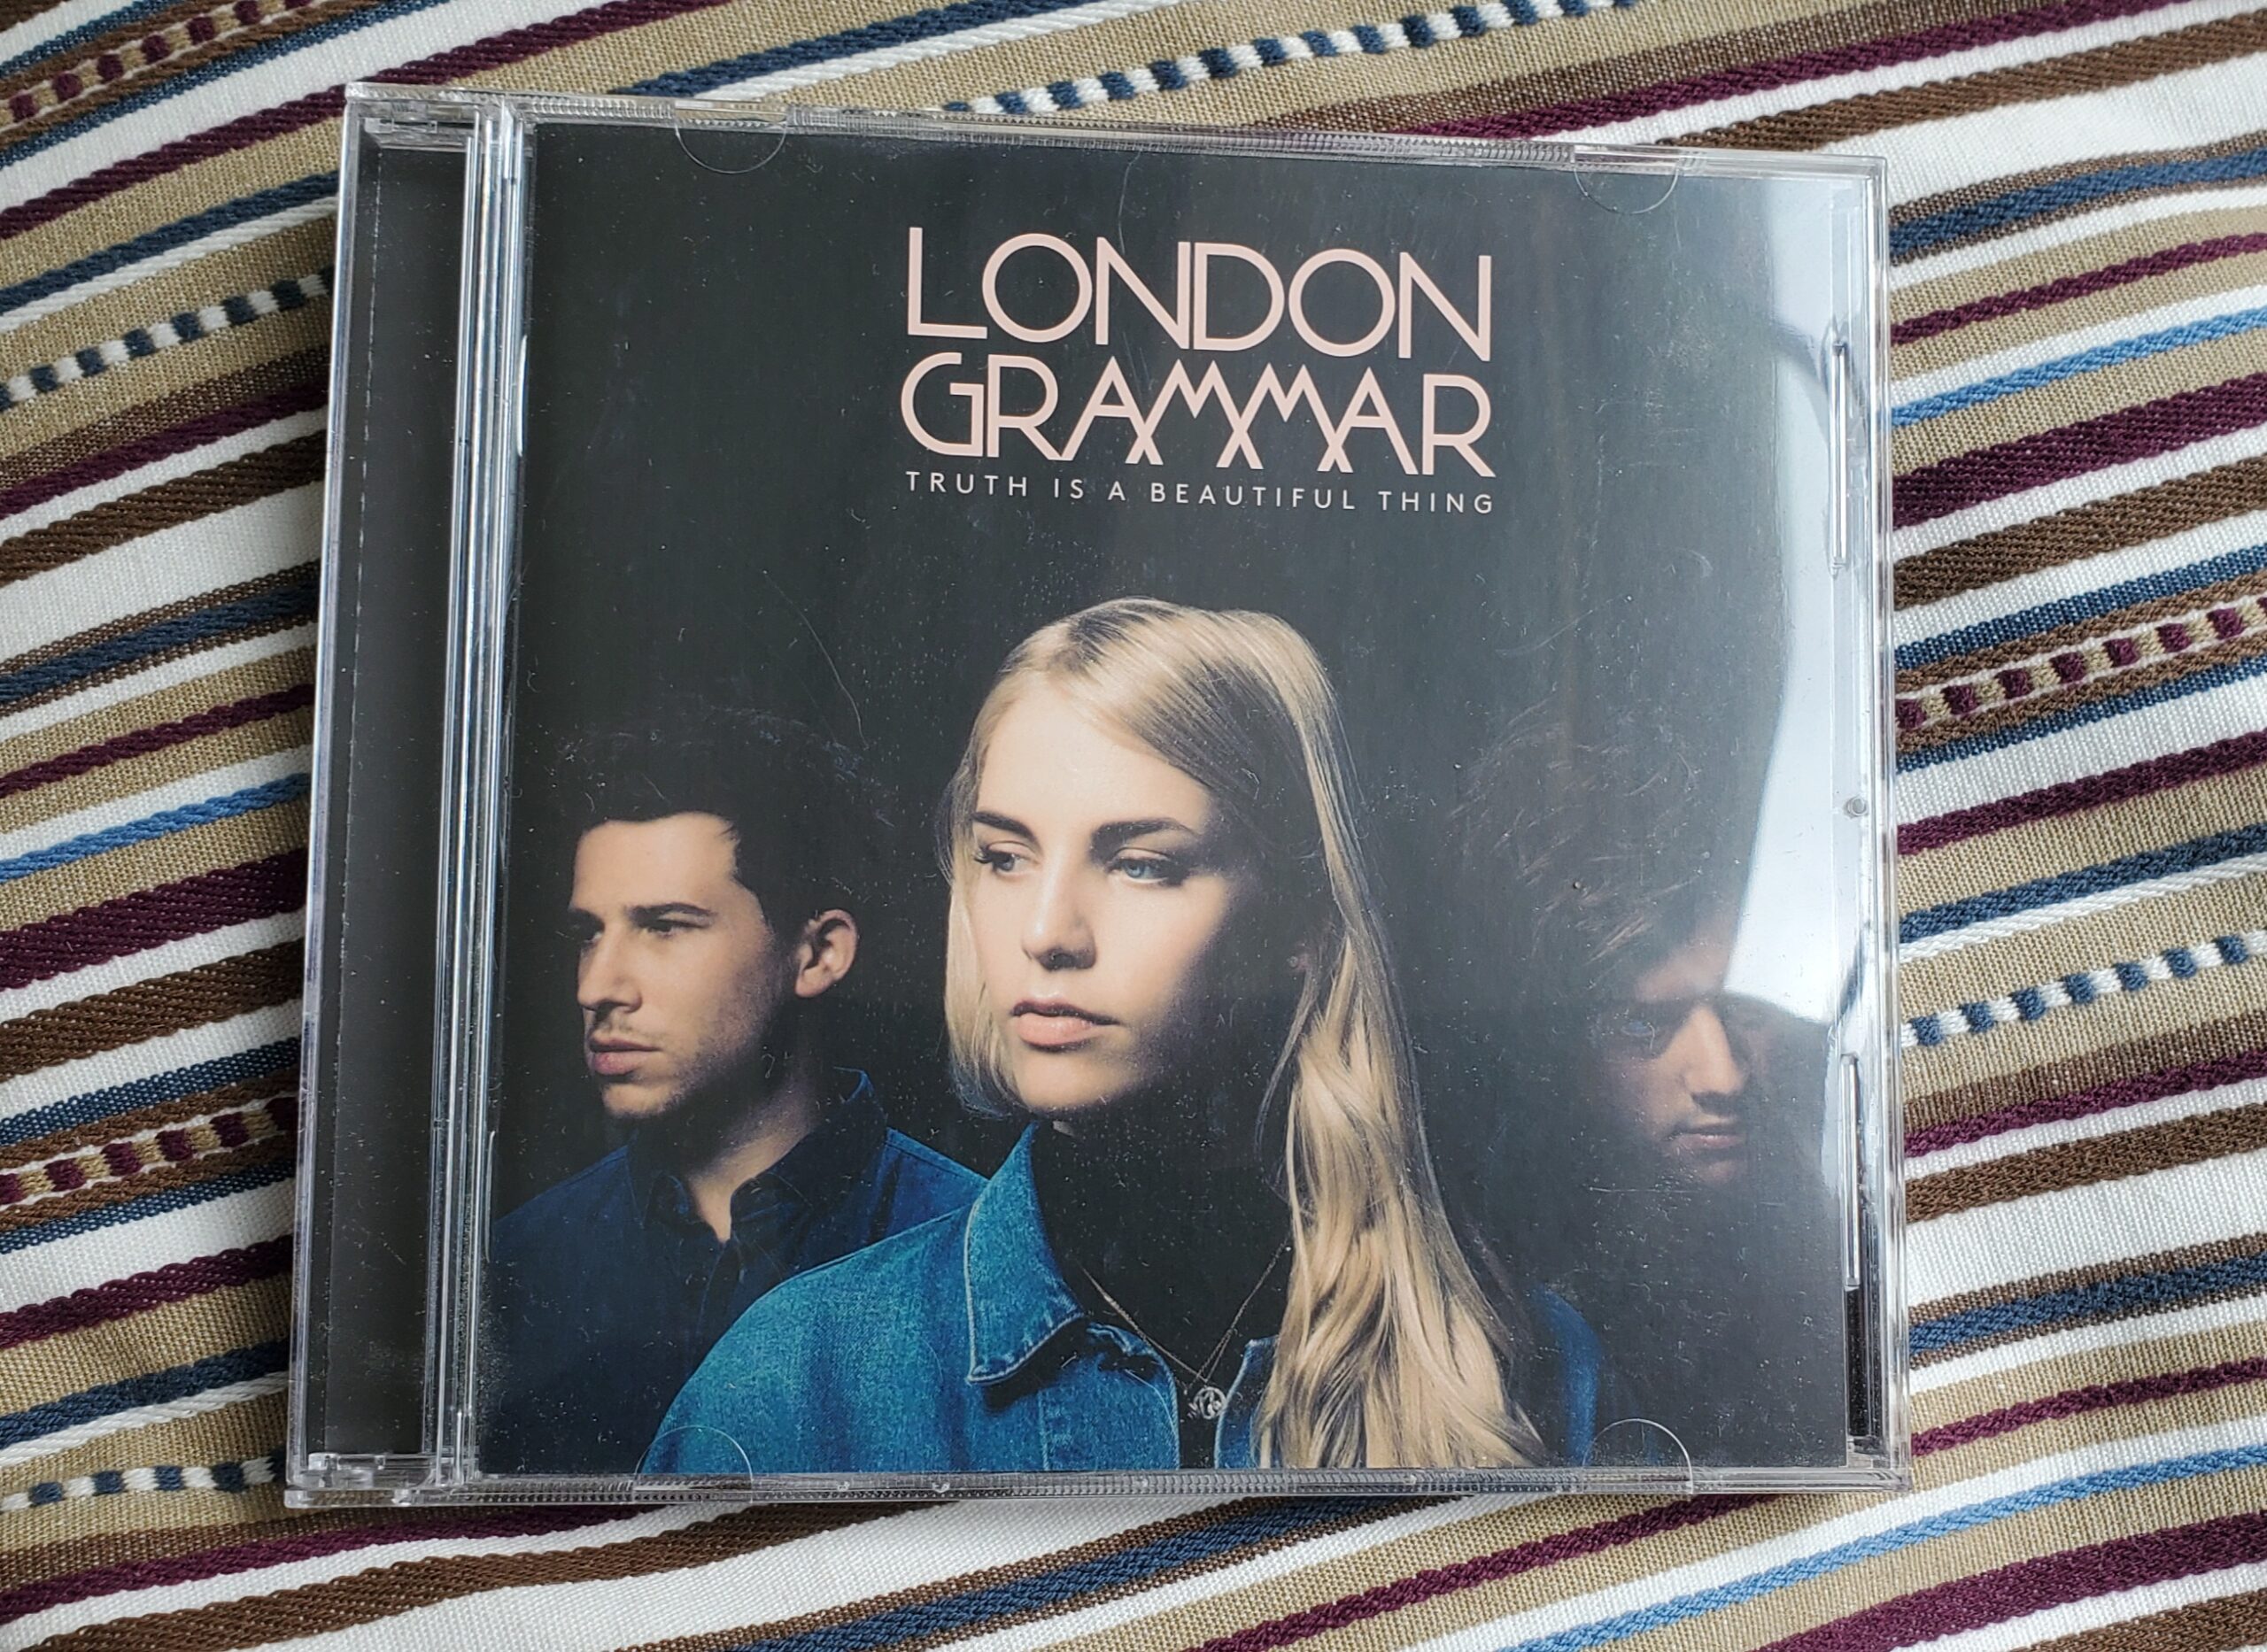 LONDON
GRAMMAR
TRUTH IS A BEAUTIFUL THING